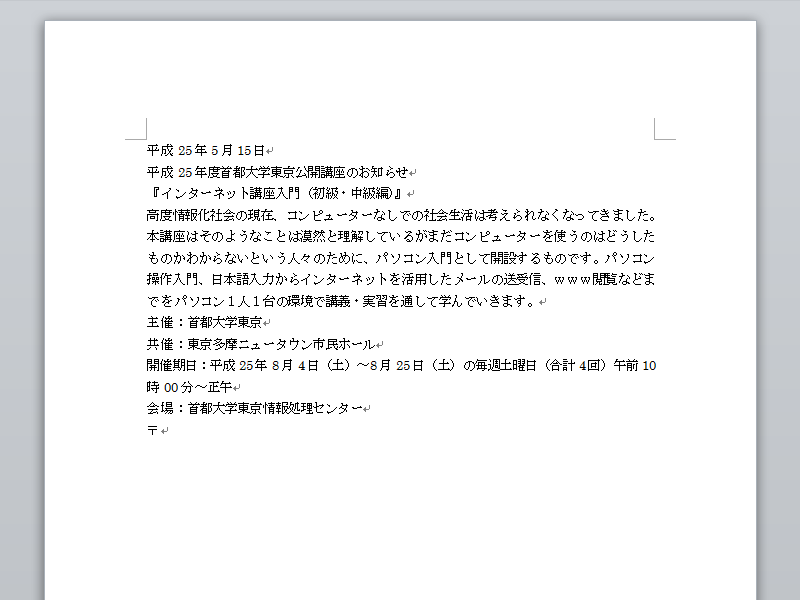 平成 25年 5月 15日
平成 25年度首都大学東京公開講座のお知らせ
『インターネット講座入門（初級・中級編）』
高度情報化社会の現在、コンピューターなしでの社会生活は考えられなくなってきました。
本講座はそのようなことは漠然と理解しているがまだコンピューターを使うのはどうした
ものかわからないという人々のために、パソコン入門として開設するものです。パソコン
操作入門、日本語入力からインターネットを活用したメールの送受信、ｗｗｗ閲覧などま
でをパソコン１人１台の環境で講義・実習を通して学んでいきます。
主催：首都大学東京
共催：東京多摩ニュータウン市民ホール
開催期日：平成 25年 8月 4日（土）～8月 25日（土）の毎週土曜日（合計 4回）午前 10
時 00分～正午
会場：首都大学東京情報処理センター
〒